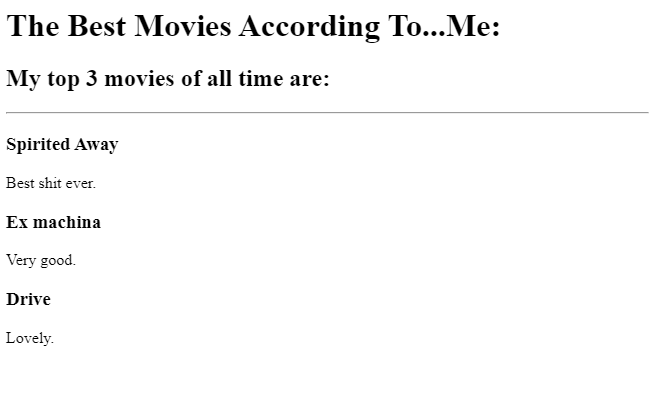 The Best Movies According To...Me:
My top 3 movies of all time are:
Spirited Away
Best shit ever.
Ex machina
Very good.
Drive
Lovely.